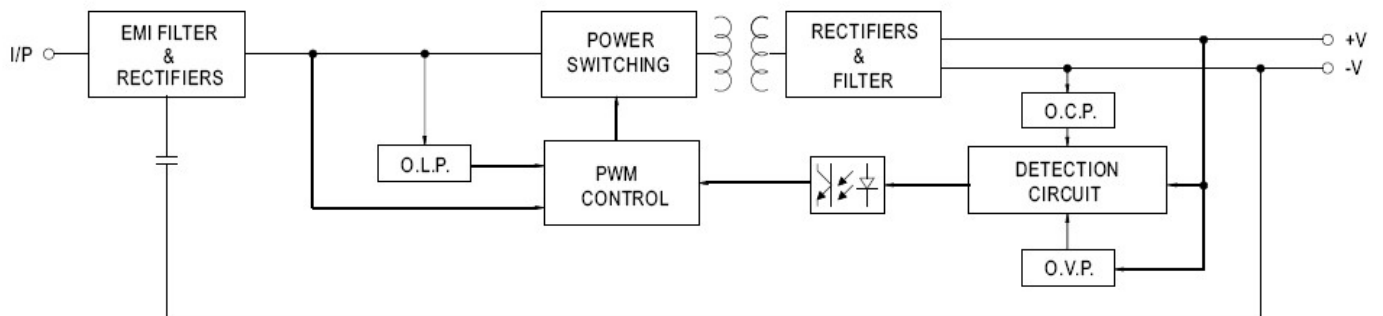 I/P
EMI FILTER
&
RECTIFIERS
POWER
SWITCHING
RECTIFIERS
&
FILTER
+V
-V
O.C.P.
O.L.P.
PWM
CONTROL
DETECTION
CIRCUIT
O.V.P.